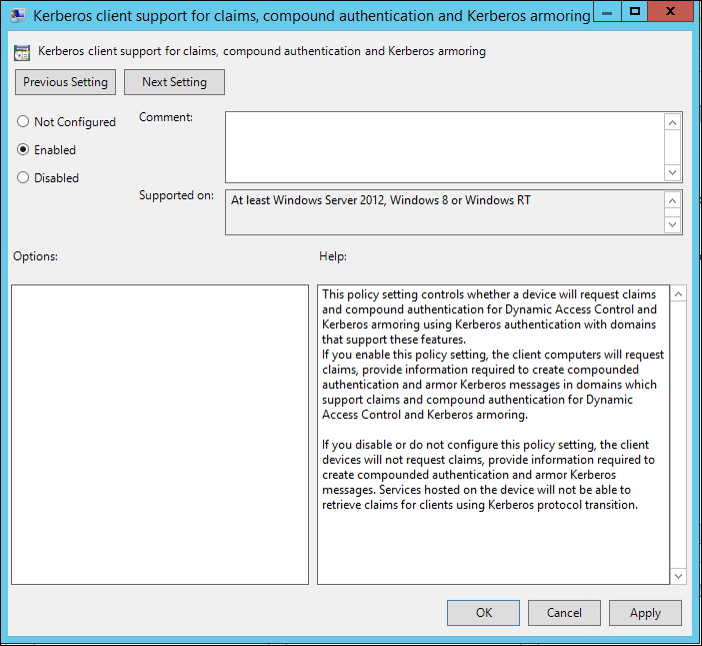 Kerberos client support for claims, compound authentication and Kerberos armoring
Kerberos client support for claims, compound authentication and Kerberos armoring
Previous Setting
Next Setting
Not Configured
Enabled
Disabled
Comment:
Supported on:
At least Windows Server 2012, Windows 8 or Windows RT
Options:
Help:
This policy setting controls whether a device will request claims
and compound authentication for Dynamic Access Control and
Kerberos armoring using Kerberos authentication with domains
that support these features.
If you enable this policy setting, the client computers will request
claims, provide information required to create compounded
authentication and armor Kerberos messages in domains which
support claims and compound authentication for Dynamic
Access Control and Kerberos armoring.
If you disable or do not configure this policy setting, the client
devices will not request claims, provide information required to
create compounded authentication and armor Kerberos
messages. Services hosted on the device will not be able to
retrieve claims for clients using Kerberos protocol transition.
OK
Cancel
Apply